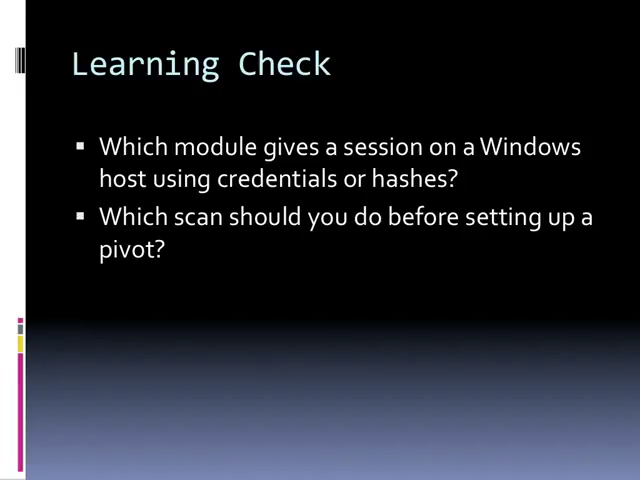 Learning Check
▪ Which module gives a session on a Windows
host using credentials or hashes?
▪ Which scan should you do before setting up a
pivot?